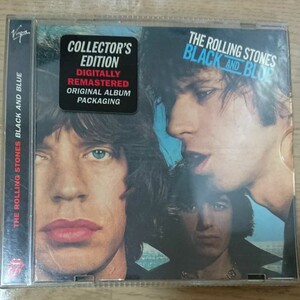 Virgin
THE ROLLING STONES BLACK AND BLUE
COLLECTOR'S
EDITION
DIGITALLY
REMASTERED
ORIGINAL ALBUM
PACKAGING
THE ROLLING STONES
BLACK AND BLUE